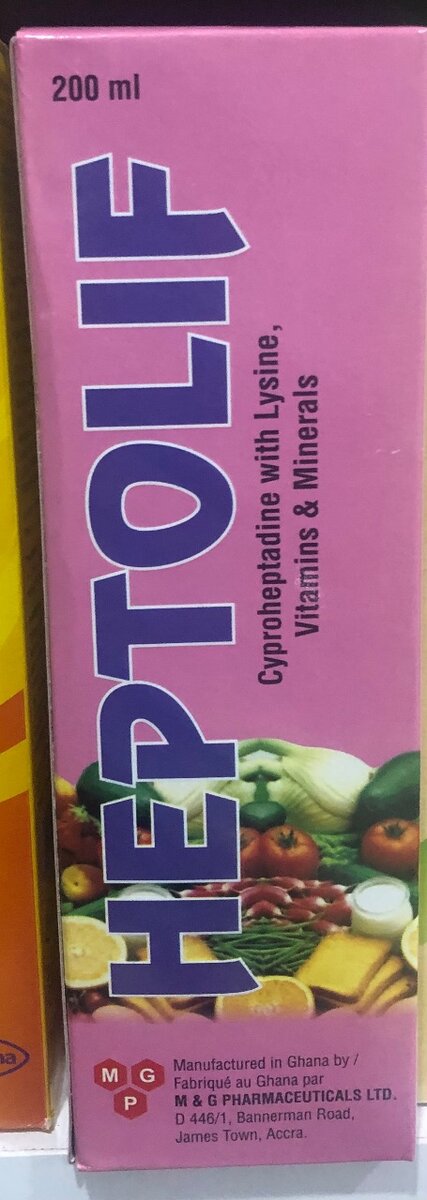 200 ml
HEPTOLIF
Cyproheptadine with Lysine,
Vitamins & Minerals
M G
P
Manufactured in Ghana by /
Fabriqué au Ghana par
M & G PHARMACEUTICALS LTD.
D 446/1, Bannerman Road,
James Town, Accra.